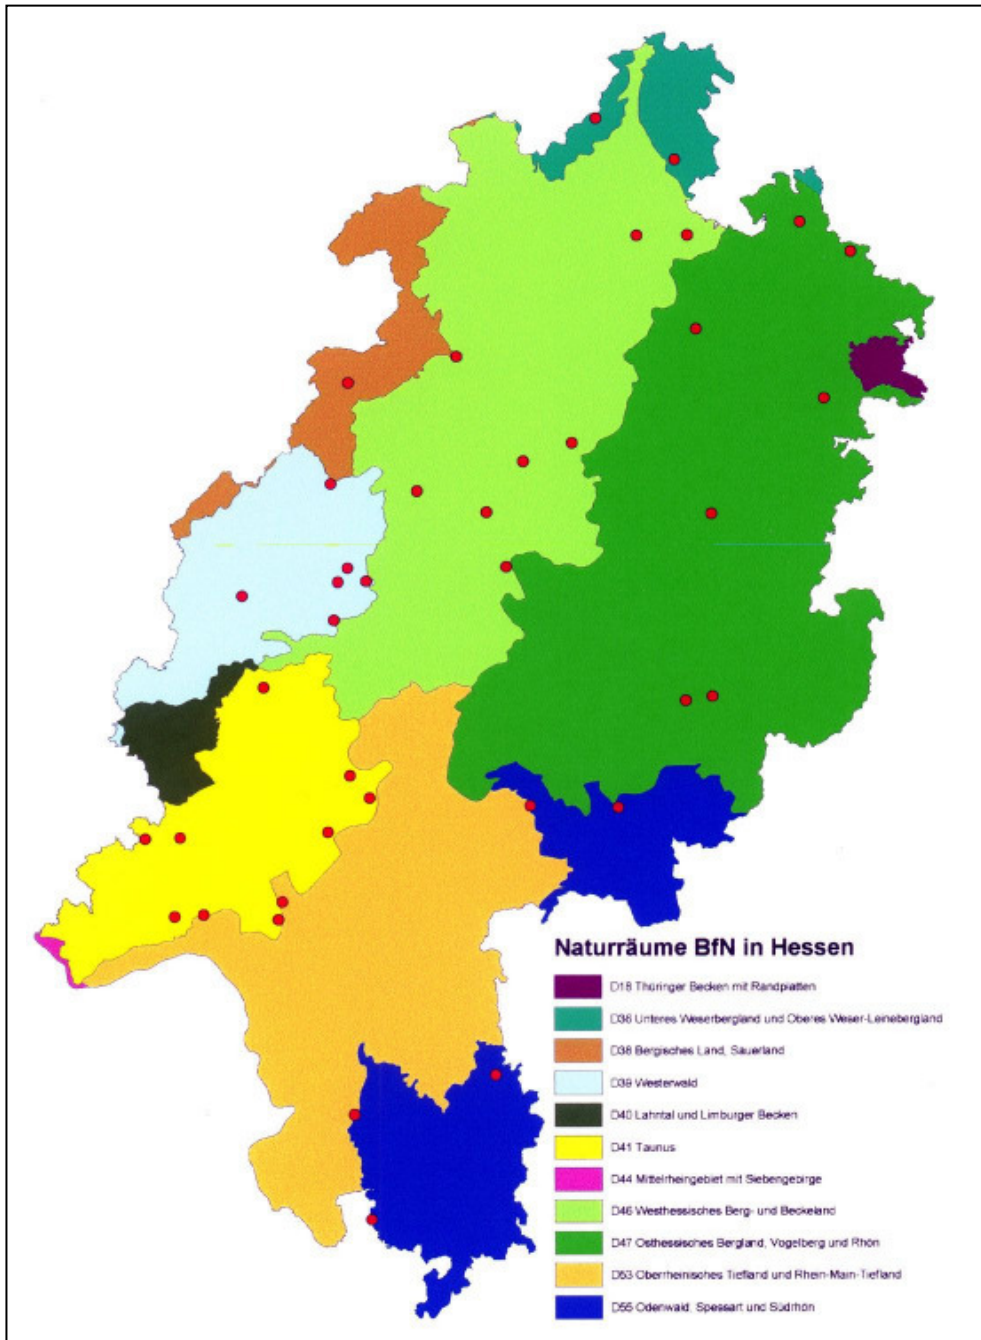 Naturräume BfN in Hessen
D18 Thüringer Becken mit Randplatten
D36 Unteres Weserbergland und Oberes Weser-Leinebergland
D38 Bergisches Land, Sauerland
D39 Westerwald
D40 Lahntal und Limburger Becken
D41 Taunus
D44 Mittelrheingebiet mit Siebengebirge
D46 Westhessisches Berg- und Beckeland
D47 Osthessisches Bergland, Vogelberg und Rhön
D53 Oberrheinisches Tiefland und Rhein-Main-Tiefland
D55 Odenwald, Spessart und Südrhön